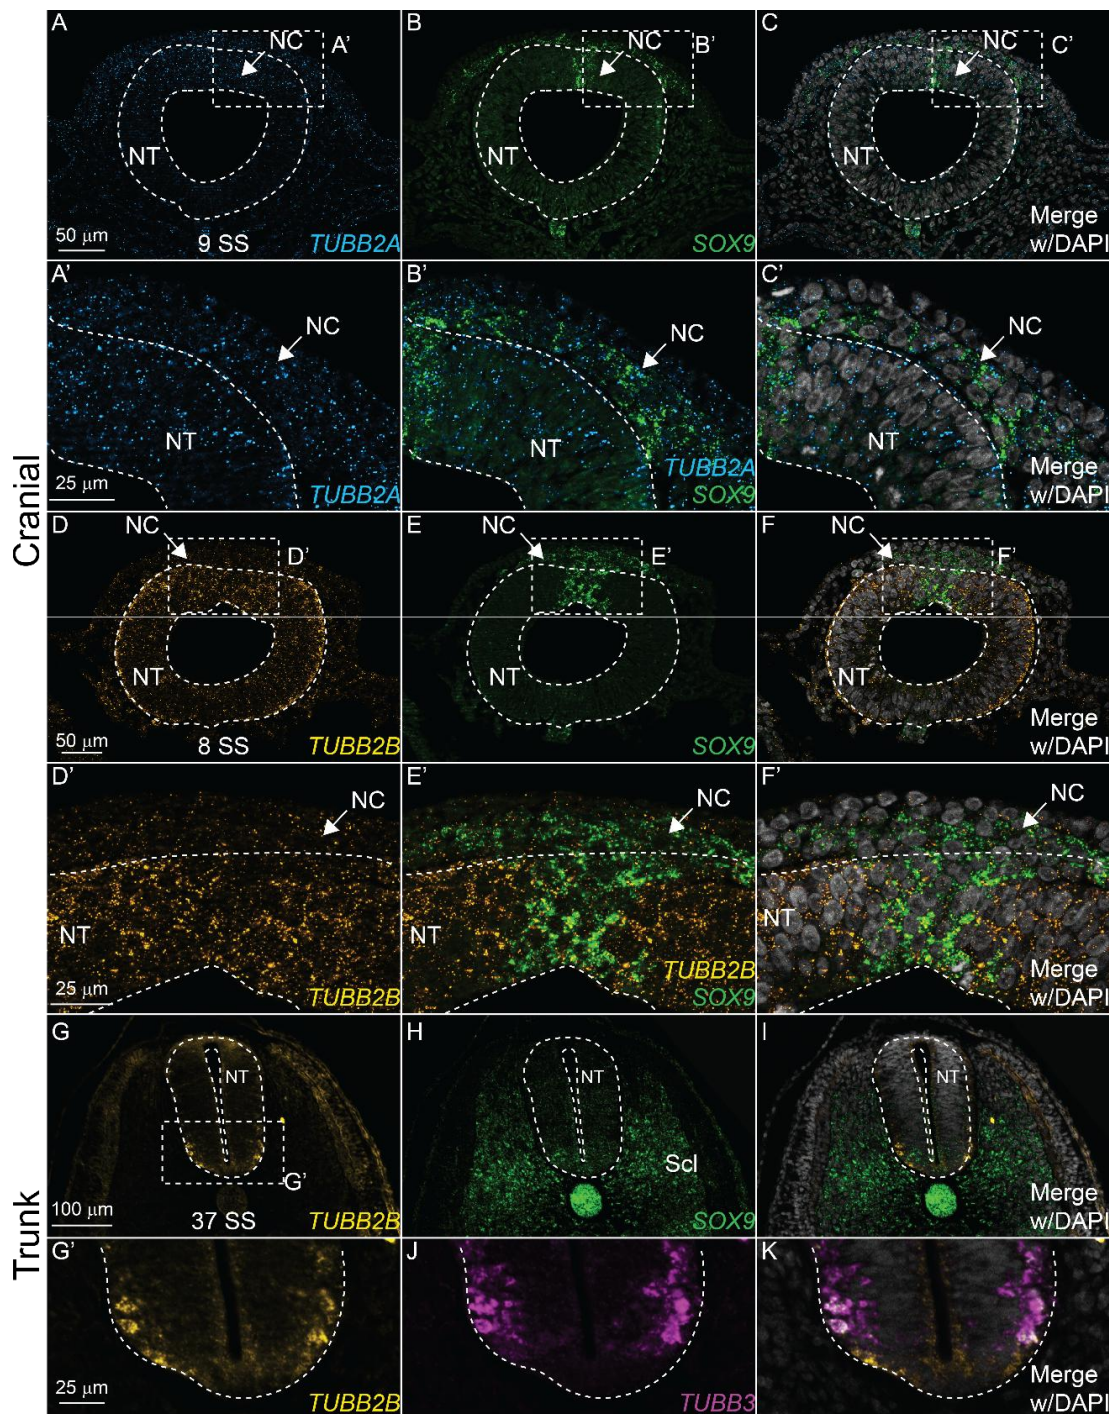 A
NC
A’
NT
50 μm
9 SS
TUBB2A
B
NC
B’
NT
SOX9
C
NC
C’
NT
Merge
w/DAPI
Cranial
A’
NC
NT
25 μm
TUBB2A
B’
NC
NT
TUBB2A
SOX9
C’
NC
NT
Merge
w/DAPI
D
NC
D’
NT
50 μm
8 SS
TUBB2B
E
NC
E’
NT
SOX9
F
NC
F’
NT
Merge
w/DAPI
D’
NC
NT
25 μm
TUBB2B
E’
NC
NT
TUBB2B
SOX9
F’
NC
NT
Merge
w/DAPI
Trunk
G
NT
G’
100 μm
37 SS
TUBB2B
H
NT
Scl
SOX9
I
NT
Merge
w/DAPI
G’
25 μm
TUBB2B
J
TUBB3
K
Merge
w/DAPI